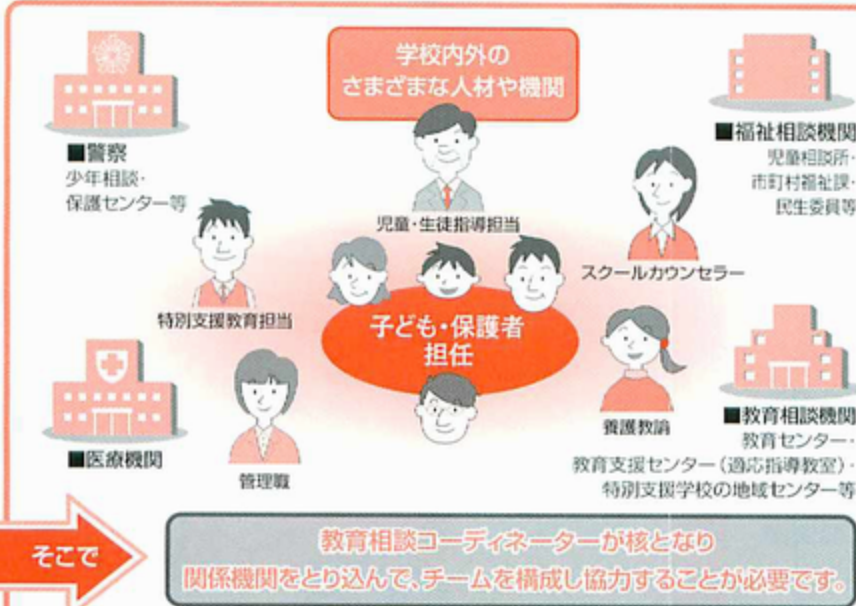 学校内外の
さまざまな人材や機関
■警察
少年相談・
保護センター等
■福祉相談機関
児童相談所・
市町村福祉課・
民生委員等
児童・生徒指導担当
スクールカウンセラー
特別支援教育担当
子ども・保護者
担任
養護教諭
管理職
■医療機関
■教育相談機関
教育センター・
教育支援センター(適応指導教室)・
特別支援学校の地域センター等
そこで
教育相談コーディネーターが核となり
関係機関をとり込んで、チームを構成し協力することが必要です。